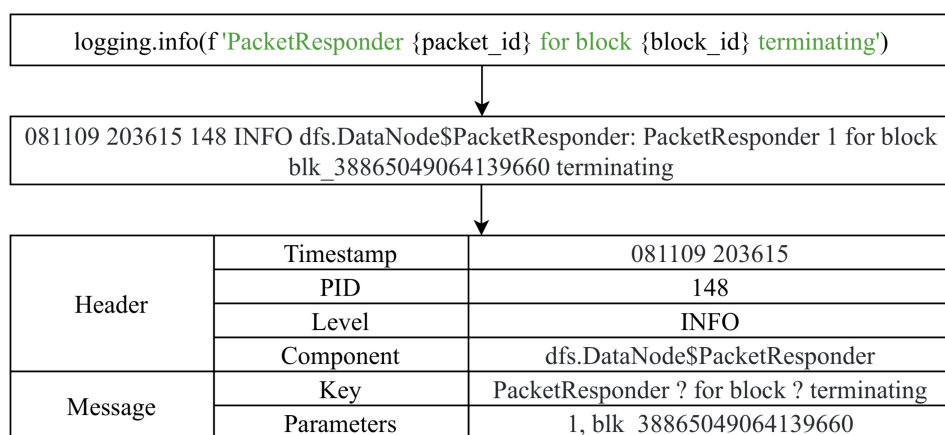 logging.info(f 'PacketResponder {packet_id} for block {block_id} terminating')
081109 203615 148 INFO dfs.DataNode$PacketResponder: PacketResponder 1 for block
blk_38865049064139660 terminating
Header
Timestamp 081109 203615
PID 148
Level INFO
Component dfs.DataNode$PacketResponder
Message
Key PacketResponder ? for block ? terminating
Parameters 1, blk_38865049064139660